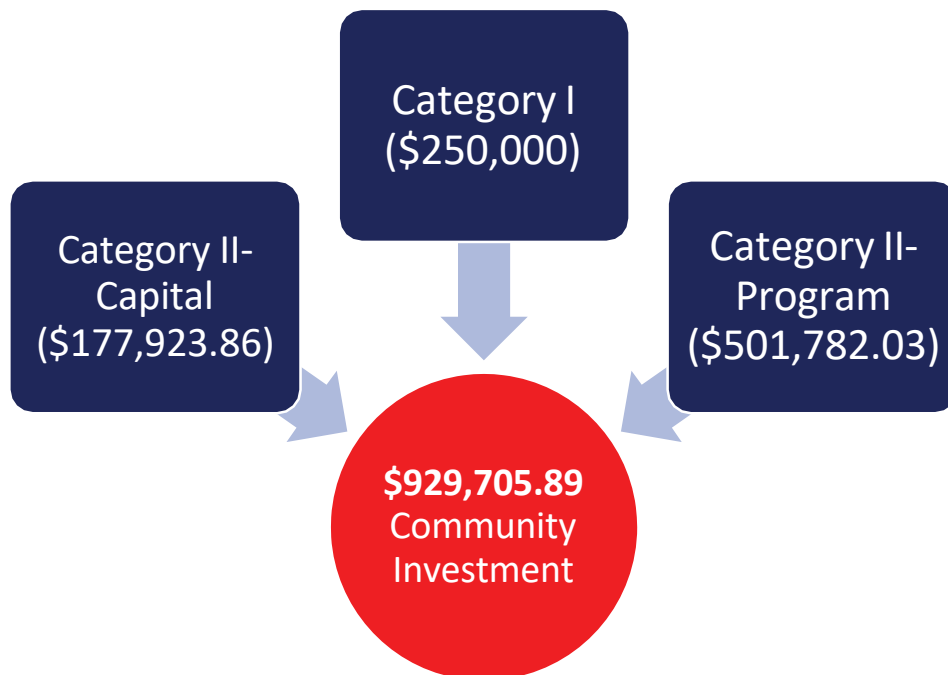 Category I
($250,000)
Category II-
Capital
($177,923.86)
Category II-
Program
($501,782.03)
$929,705.89
Community
Investment